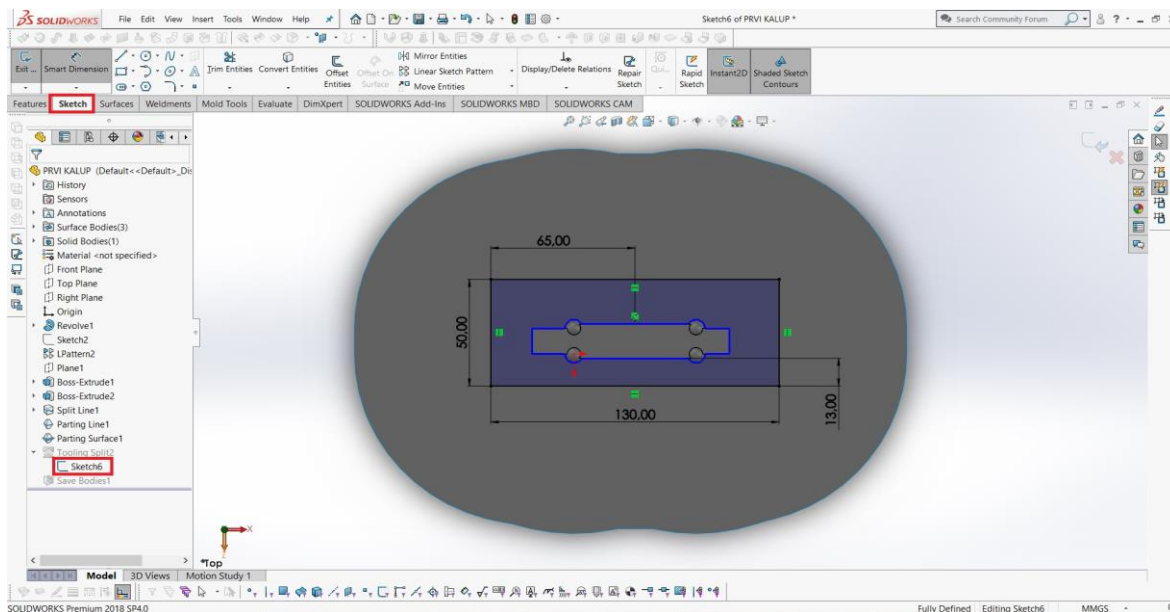 SOLIDWORKS File Edit View Insert Tools Window Help Sketch6 of PRVI KALUP * Search Community Forum
Exit ... Smart Dimension Trim Entities Convert Entities Offset Entities Offset On Surface Mirror Entities Linear Sketch Pattern Move Entities Display/Delete Relations Repair Sketch Qui... Rapid Sketch Instant2D Shaded Sketch Contours
Features Sketch Surfaces Weldments Mold Tools Evaluate DimXpert SOLIDWORKS Add-Ins SOLIDWORKS MBD SOLIDWORKS CAM
PRVI KALUP (Default<<Default>_Dis
History
Sensors
Annotations
Surface Bodies(3)
Solid Bodies(1)
Material <not specified>
Front Plane
Top Plane
Right Plane
Origin
Revolve1
Sketch2
LPattern2
Plane1
Boss-Extrude1
Boss-Extrude2
Split Line1
Parting Line1
Parting Surface1
Tooling Split2
Sketch6
Save Bodies1
65,00
50,00
130,00
13,00
X
*Top
Model 3D Views Motion Study 1
SOLIDWORKS Premium 2018 SP4.0 Fully Defined Editing Sketch6 MMGS